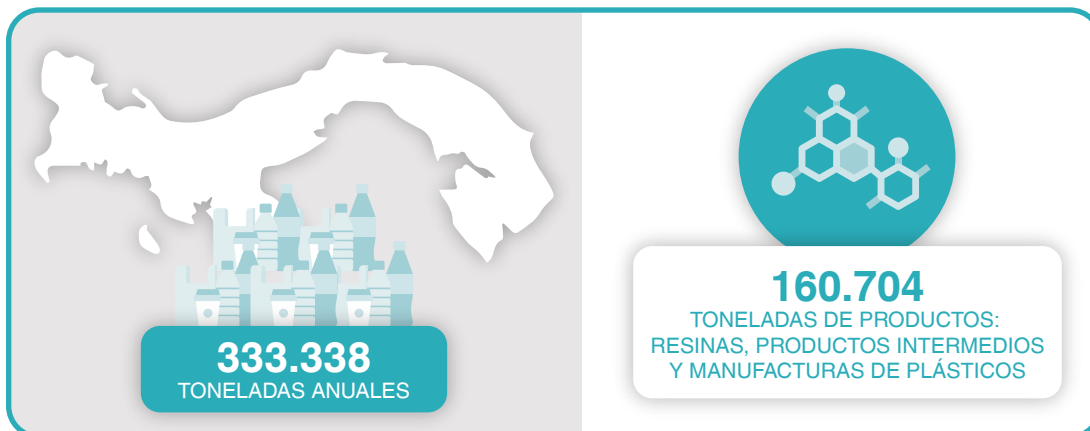 333.338
TONELADAS ANUALES
160.704
TONELADAS DE PRODUCTOS:
RESINAS, PRODUCTOS INTERMEDIOS
Y MANUFACTURAS DE PLÁSTICOS